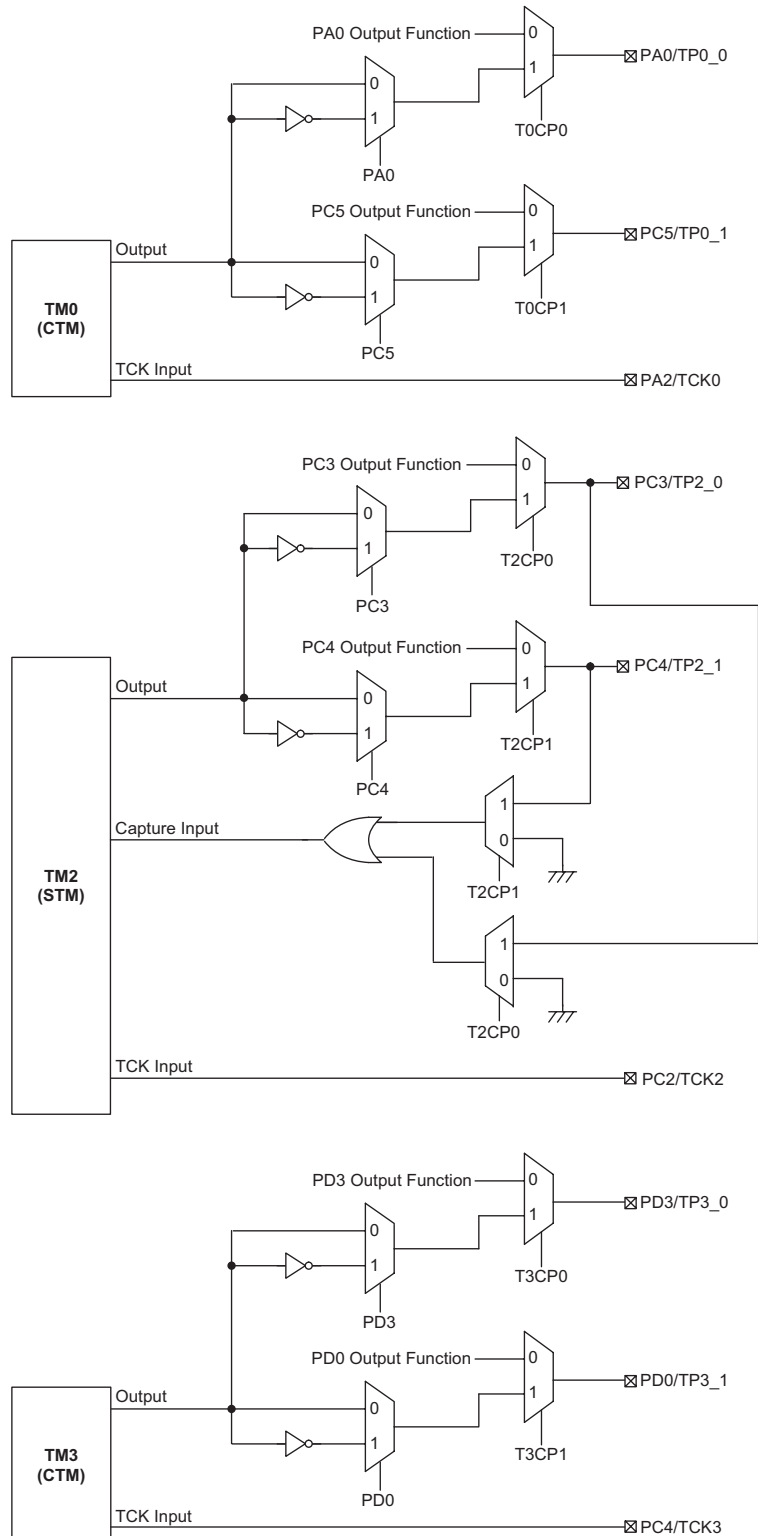 PA0 Output Function
0
1
PA0/TP0_0
T0CP0
0
1
PA0
PC5 Output Function
0
1
PC5/TP0_1
T0CP1
0
1
PC5
TM0
(CTM)
Output
TCK Input
PA2/TCK0
PC3 Output Function
0
1
PC3/TP2_0
T2CP0
0
1
PC3
PC4 Output Function
0
1
PC4/TP2_1
T2CP1
0
1
PC4
TM2
(STM)
Output
Capture Input
1
0
T2CP1
1
0
T2CP0
TCK Input
PC2/TCK2
PD3 Output Function
0
1
PD3/TP3_0
T3CP0
0
1
PD3
PD0 Output Function
0
1
PD0/TP3_1
T3CP1
0
1
PD0
TM3
(CTM)
Output
TCK Input
PC4/TCK3